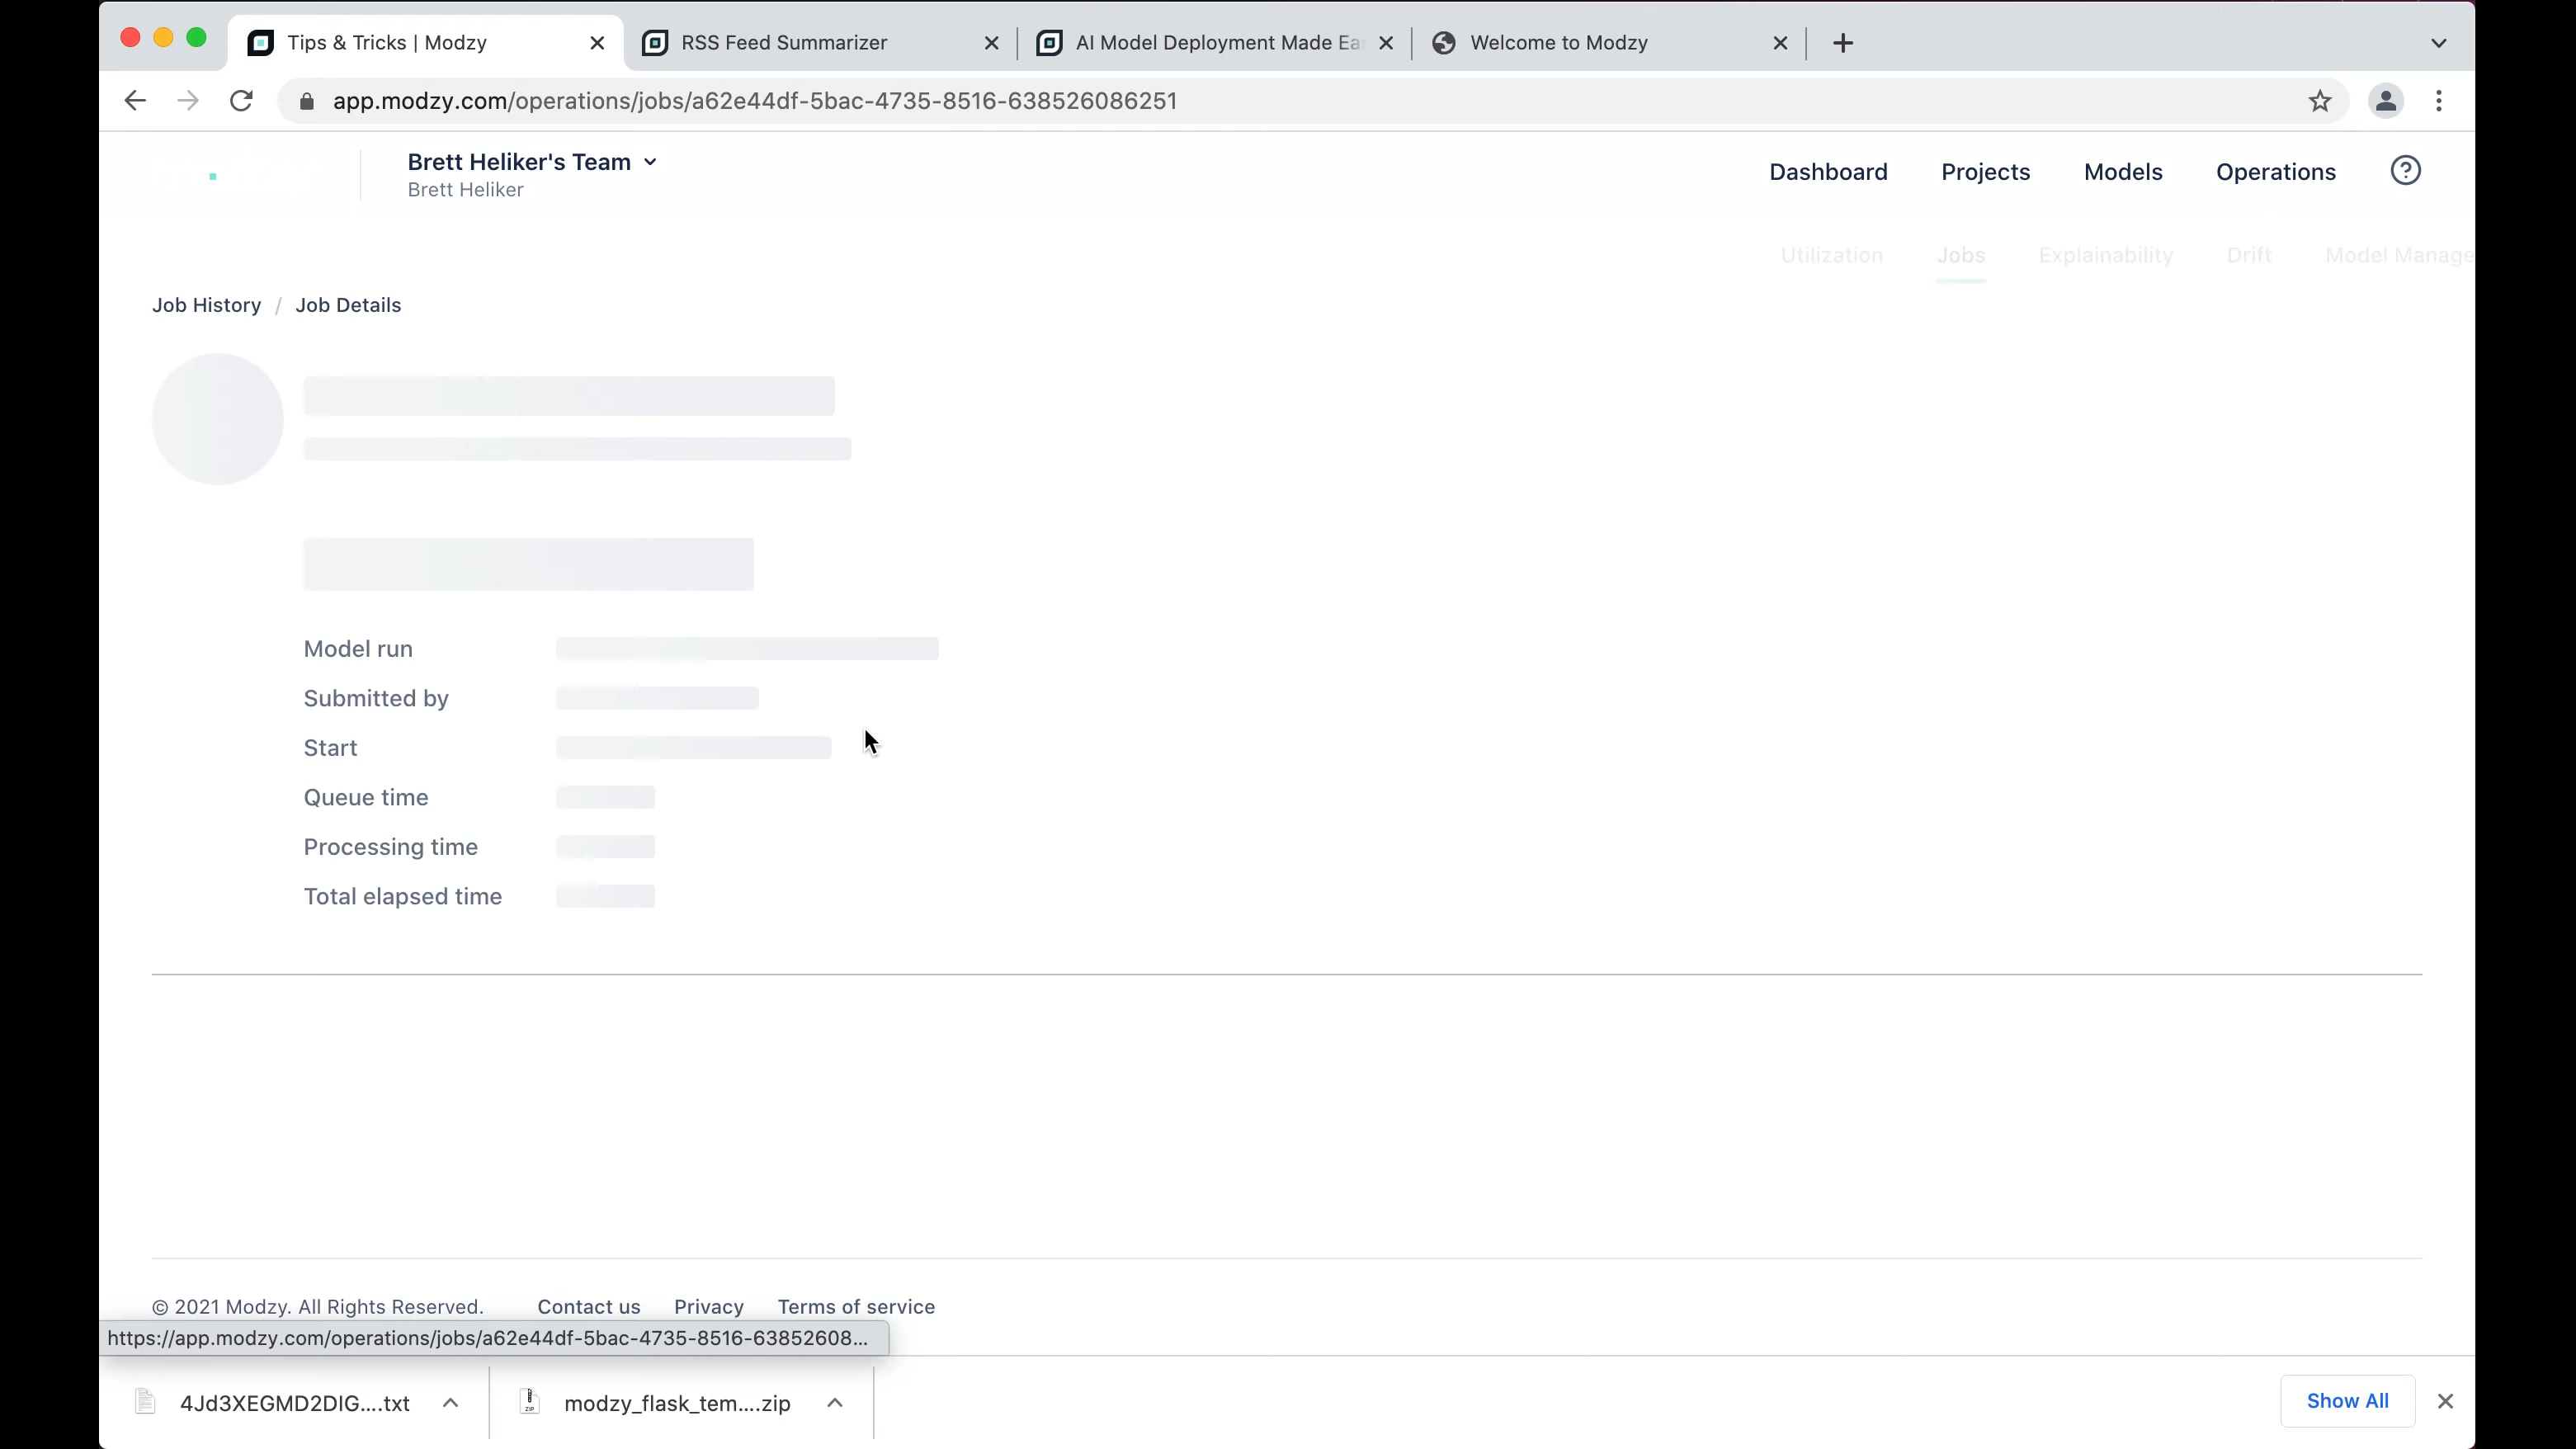 Tips & Tricks | Modzy
RSS Feed Summarizer
AI Model Deployment Made Ea
Welcome to Modzy
app.modzy.com/operations/jobs/a62e44df-5bac-4735-8516-638526086251
Brett Heliker's Team
Brett Heliker
Dashboard
Projects
Models
Operations
Utilization
Jobs
Explainability
Drift
Model Manage
Job History / Job Details
Model run
Submitted by
Start
Queue time
Processing time
Total elapsed time
© 2021 Modzy. All Rights Reserved.
Contact us
Privacy
Terms of service
https://app.modzy.com/operations/jobs/a62e44df-5bac-4735-8516-63852608...
4Jd3XEGMD2DIG....txt
modzy_flask_tem....zip
ZIP
Show All